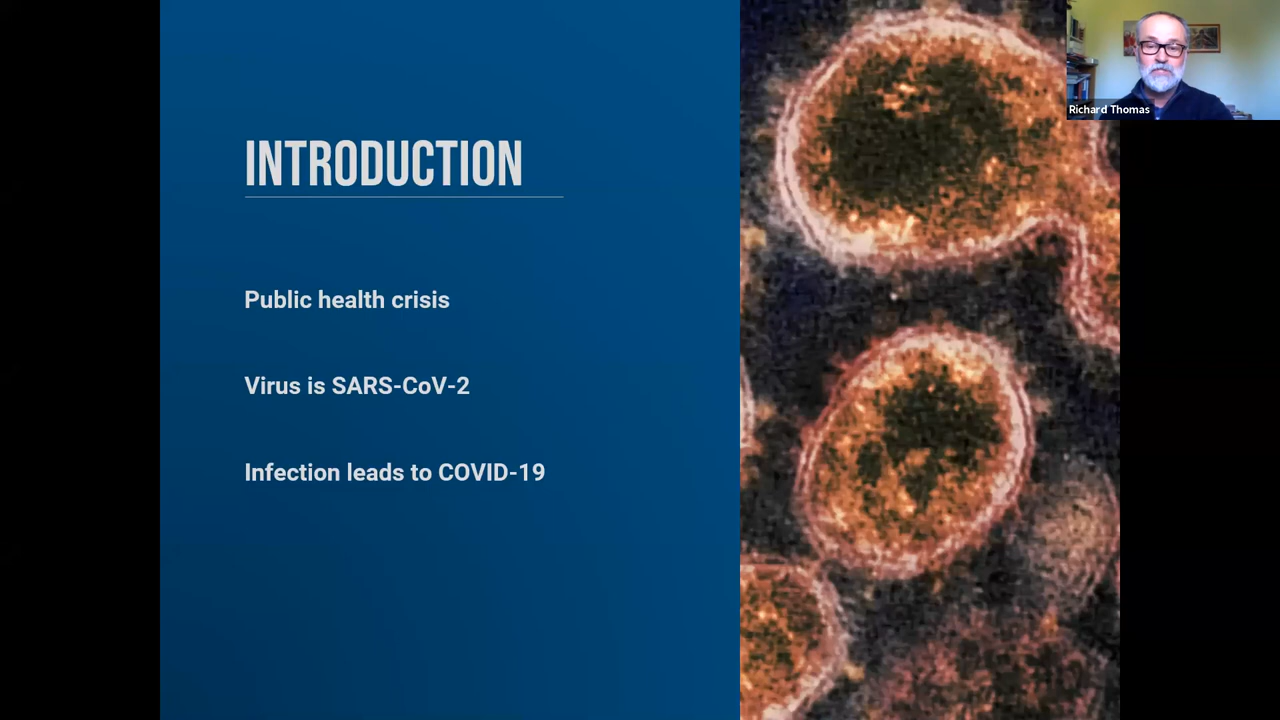 INTRODUCTION
Public health crisis
Virus is SARS-CoV-2
Infection leads to COVID-19
Richard Thomas